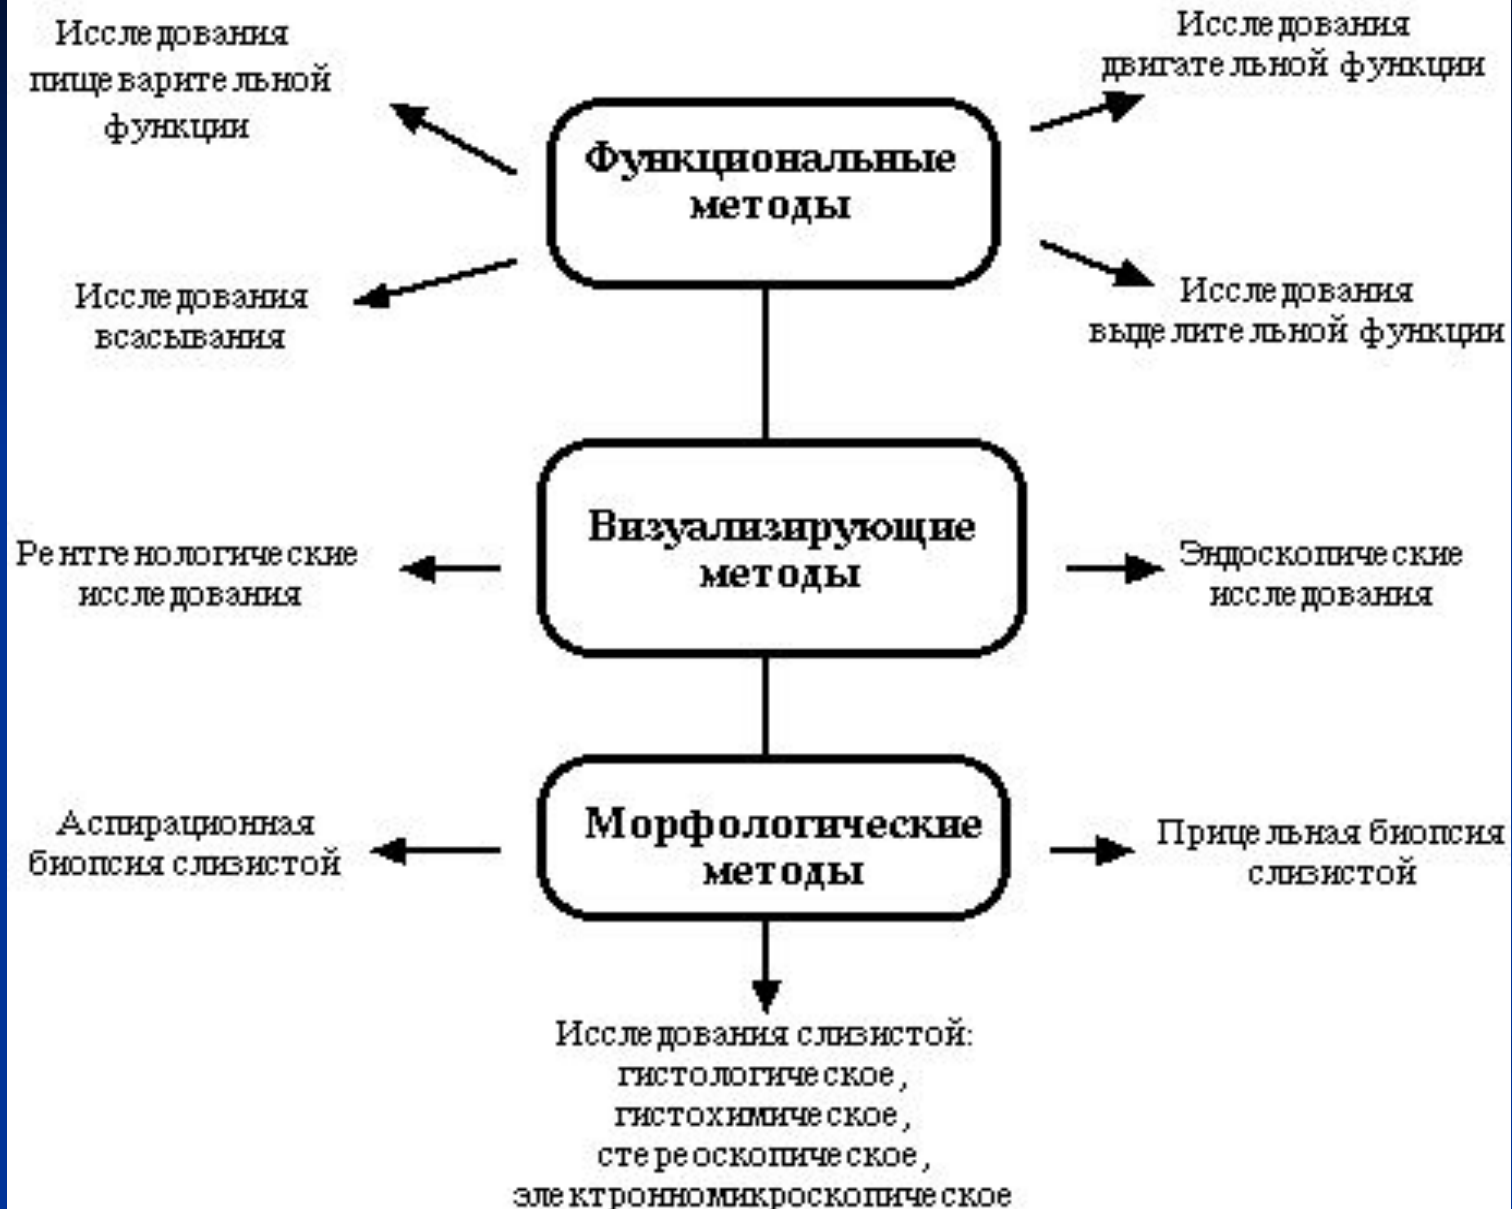 Исследования
пищеварительной
функции
Исследования
двигательной функции
Функциональные
методы
Исследования
всасывания
Исследования
выделительной функции
Визуализирующие
методы
Рентгенологические
исследования
Эндоскопические
исследования
Морфологические
методы
Аспирационная
биопсия слизистой
Прицельная биопсия
слизистой
Исследования слизистой:
гистологическое,
гистохимическое,
стереоскопическое,
электронномикроскопическое